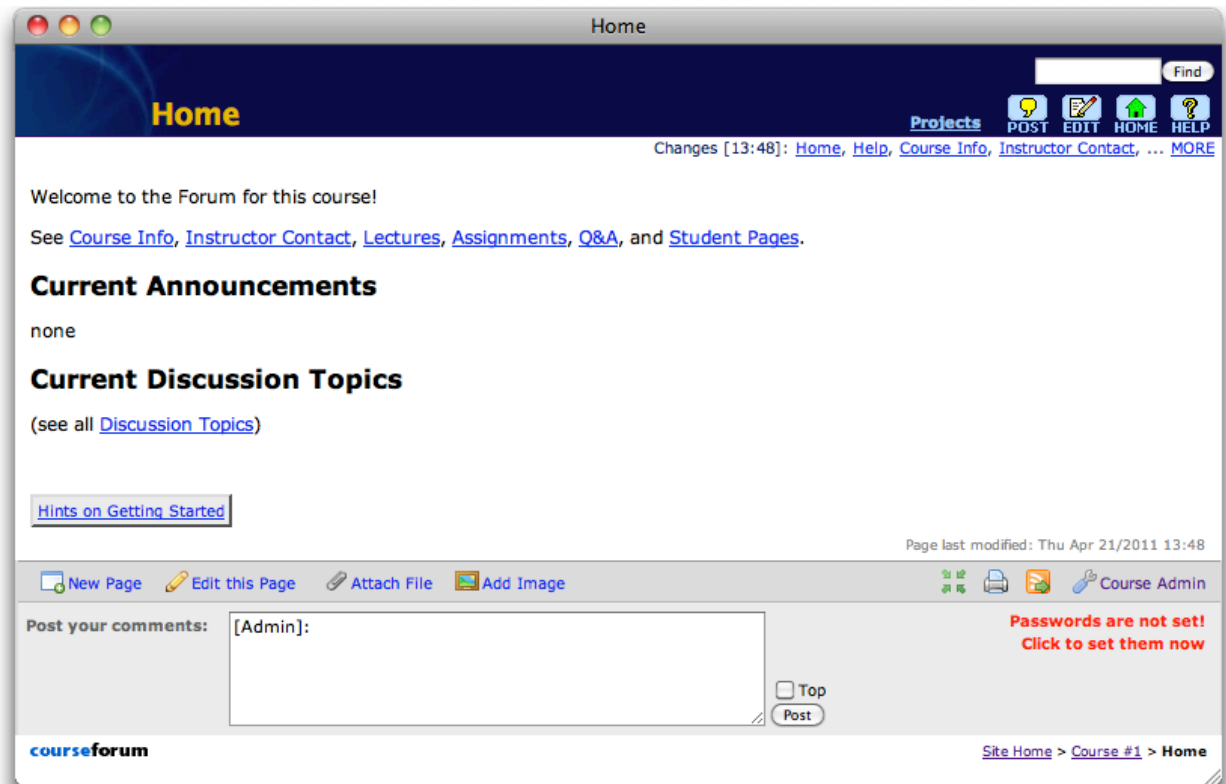 Home
Find
Home
Projects
POST EDIT HOME HELP
Changes [13:48]: Home, Help, Course Info, Instructor Contact, ... MORE
Welcome to the Forum for this course!
See Course Info, Instructor Contact, Lectures, Assignments, Q&A, and Student Pages.
Current Announcements
none
Current Discussion Topics
(see all Discussion Topics)
Hints on Getting Started
Page last modified: Thu Apr 21/2011 13:48
New Page Edit this Page Attach File Add Image Course Admin
Post your comments: [Admin]:
Passwords are not set!
Click to set them now
Top
Post
courseforum
Site Home > Course #1 > Home